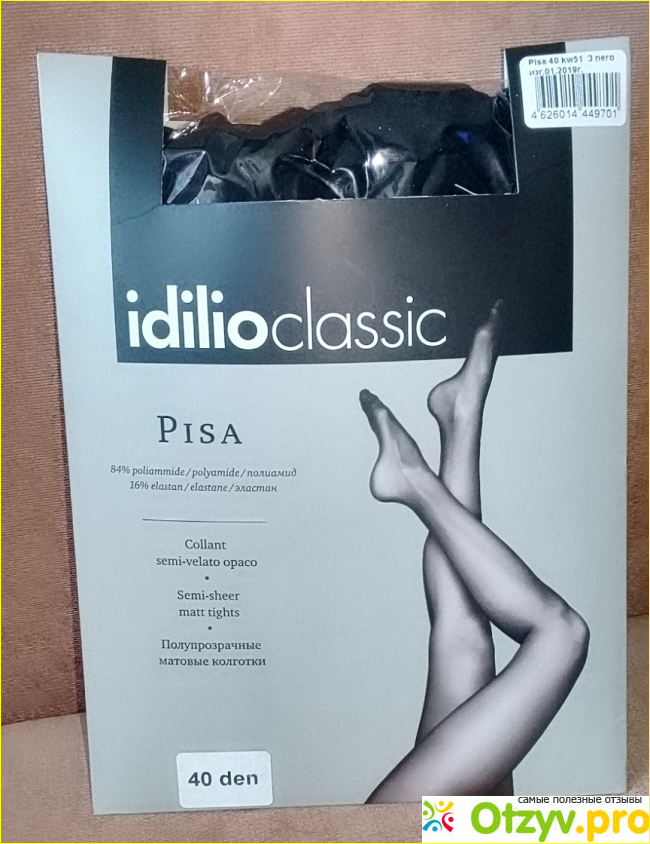 Pisa 40 kw51 3 nero
изг.01.2019г.
4 626014 449701
idilioclassic
PISA
84% poliammide/polyamide/полиамид
16% elastan/elastane/эластан
Collant
semi-velato opaco
•
Semi-sheer
matt tights
•
Полупрозрачные
матовые колготки
40 den
самые полезные отзывы
Otzyv.pro